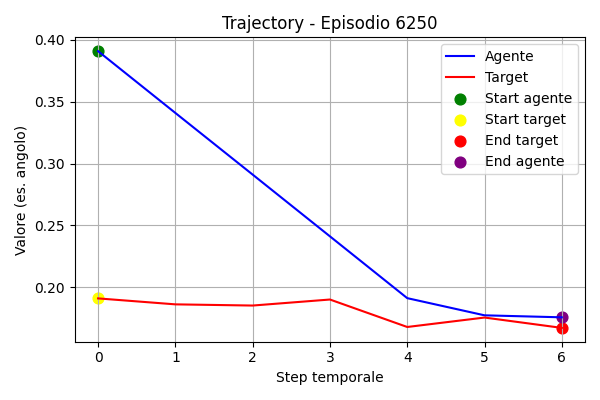 Trajectory - Episodio 6250
Valore (es. angolo)
0.40
0.35
0.30
0.25
0.20
Agente
Target
Start agente
Start target
End target
End agente
0 1 2 3 4 5 6
Step temporale